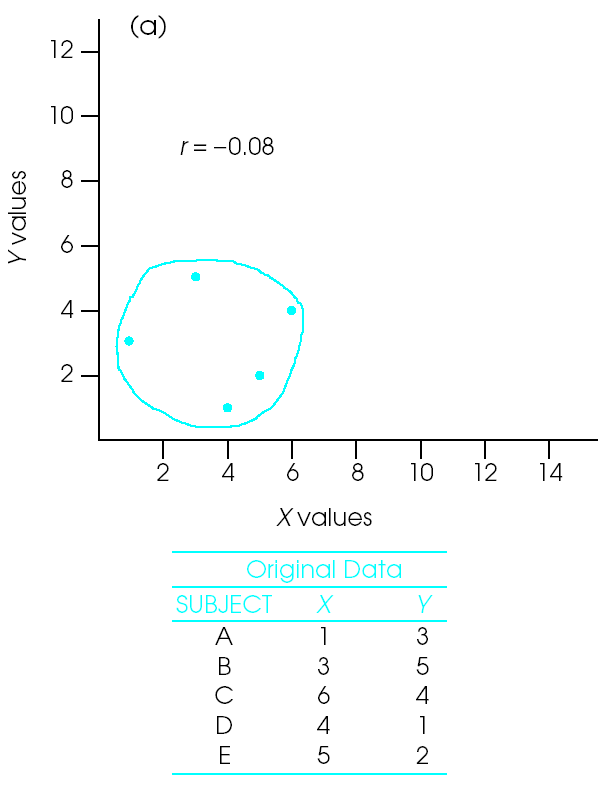 (a)
12
10
r = −0.08
8
6
4
2
Y values
2 4 6 8 10 12 14
X values
Original Data
SUBJECT X Y
A 1 3
B 3 5
C 6 4
D 4 1
E 5 2